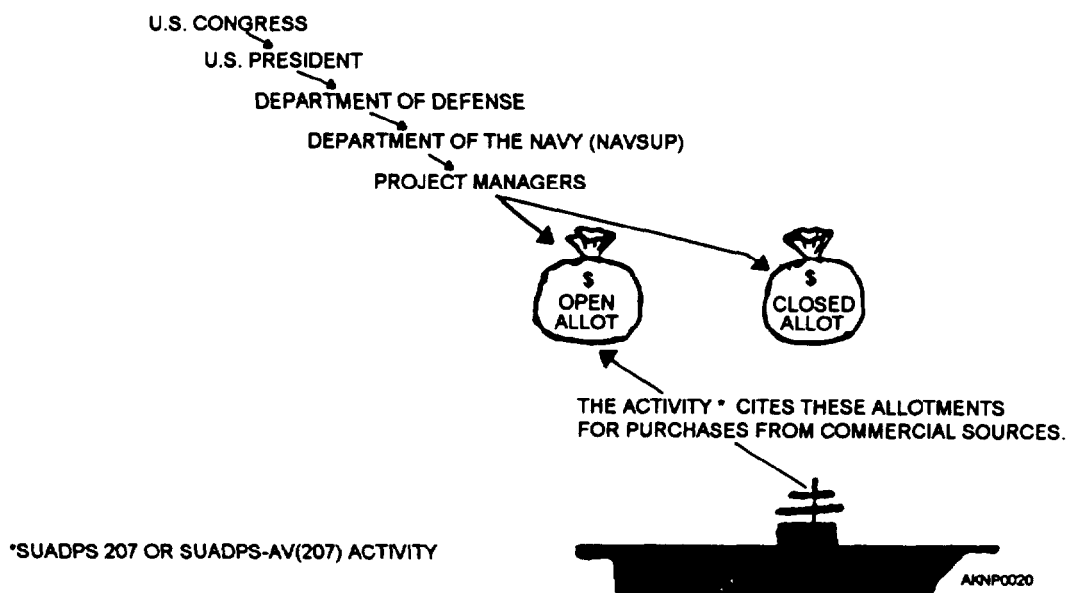 U.S. CONGRESS
U.S. PRESIDENT
DEPARTMENT OF DEFENSE
DEPARTMENT OF THE NAVY (NAVSUP)
PROJECT MANAGERS
$
OPEN
ALLOT
$
CLOSED
ALLOT
THE ACTIVITY * CITES THESE ALLOTMENTS
FOR PURCHASES FROM COMMERCIAL SOURCES.
*SUADPS 207 OR SUADPS-AV(207) ACTIVITY
AKNP0020